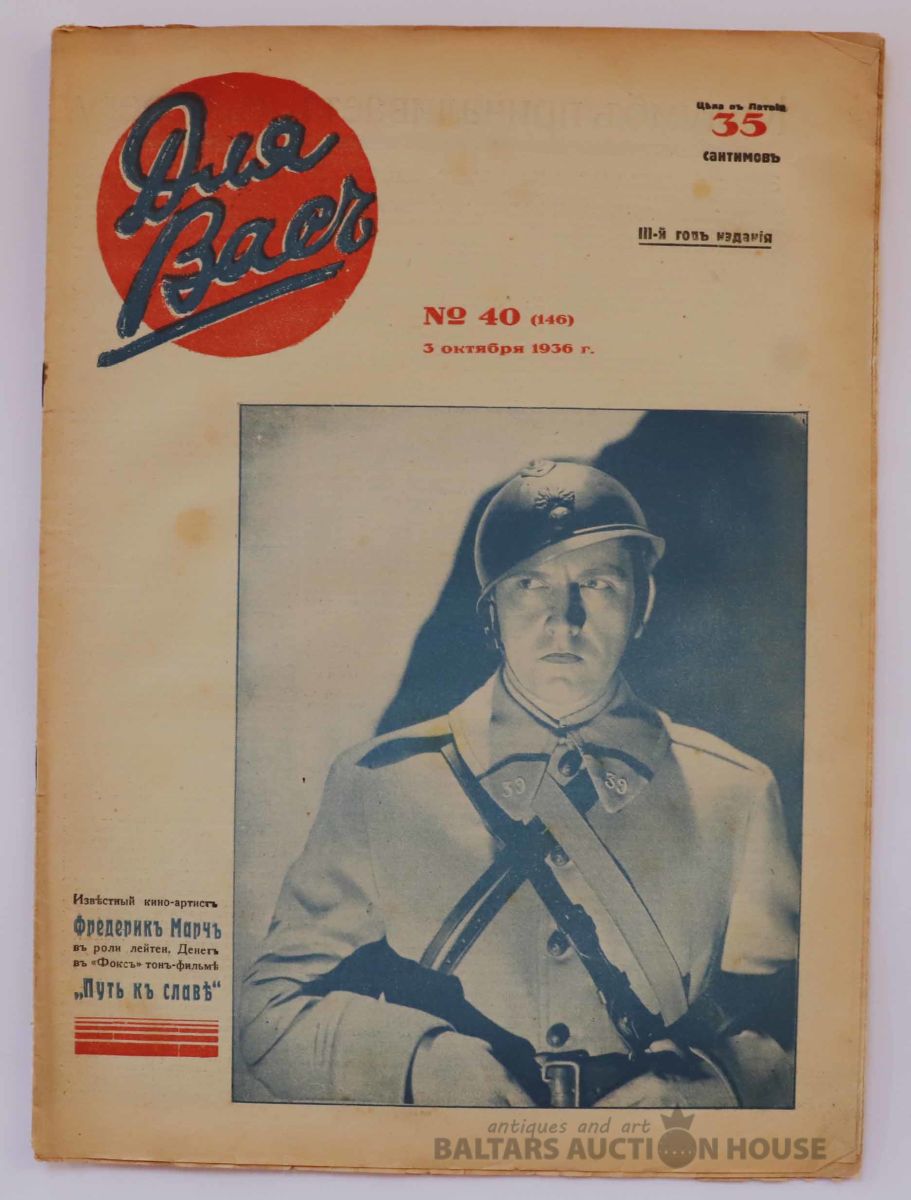 Для
Васъ
Цѣна въ Латвіи
35
сантимовъ
III-й годъ изданія
№ 40 (146)
3 октября 1936 г.
39 39
Извѣстный кино-артистъ
Фредерикъ Марчъ
въ роли лейтен. Денетъ
въ «Фоксъ» тонъ-фильмѣ
„Путь къ славѣ“
antiques and art
BALTARS AUCTION HOUSE